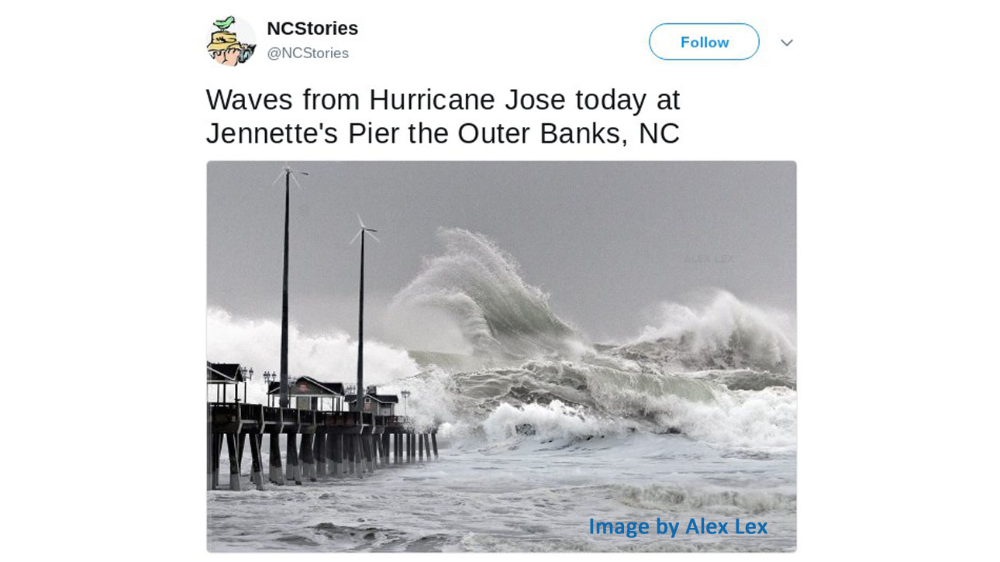 NCStories
@NCStories
Follow
Waves from Hurricane Jose today at
Jennette's Pier the Outer Banks, NC
ALEX LEX
Image by Alex Lex